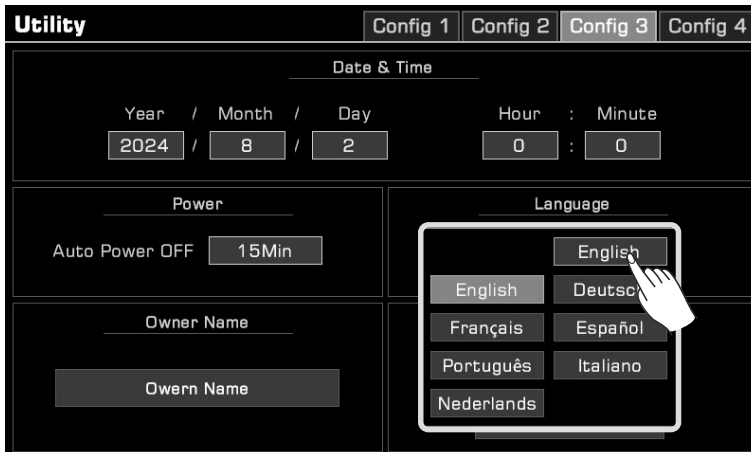 Utility Config 1 Config 2 Config 3 Config 4
Date & Time
Year / Month / Day Hour : Minute
2024 / 8 / 2 0 : 0
Power
Auto Power OFF 15Min
Language
English
English Deutsch
Français Español
Português Italiano
Nederlands
Owner Name
Owern Name